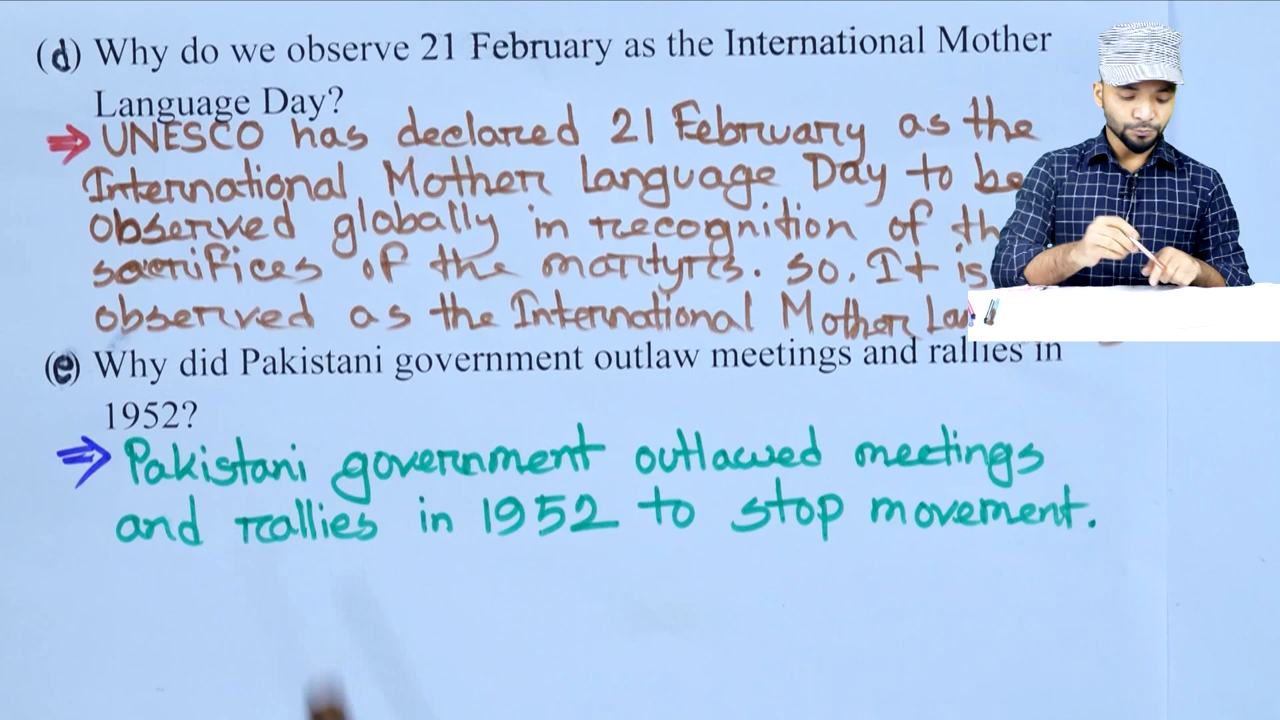 (d) Why do we observe 21 February as the International Mother
Language Day?
⇒ UNESCO has declared 21 February as the
International Mother Language Day to be
observed globally in recognition of th
sacrifices of the martyrs. so. It is
observed as the International Mother Lan
(e) Why did Pakistani government outlaw meetings and rallies in
1952?
⇒ Pakistani government outlawed meetings
and rallies in 1952 to stop movement.